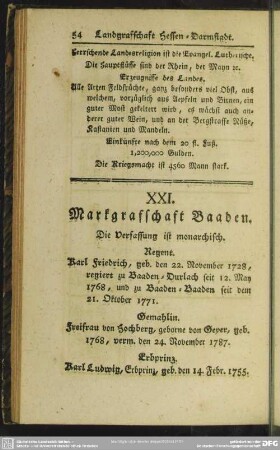 54 Landgrafschaft Hessen-Darmstadt.
Herrschende Landesreligion ist die Evangel. Lutherische.
Die Hauptflüsse sind der Rhein, der Mayn ꝛc.
Erzeugnisse des Landes.
Alle Arten Feldfrüchte, ganz besonders viel Obst, aus
welchem, vorzüglich aus Aepfeln und Birnen, ein
guter Most gekeltert wird, es wächst auch an-
derer guter Wein, und an der Bergstrasse Nüße,
Kastanien und Mandeln.
Einkünfte nach dem 20 fl. Fuß.
1,200,000 Gulden.
Die Kriegsmacht ist 4560 Mann stark.
XXI.
Markgrafschaft Baaden.
Die Verfassung ist monarchisch.
Regent.
Karl Friedrich, geb. den 22. November 1728,
regiert zu Baaden-Durlach seit 12. May
1768, und zu Baaden-Baaden seit dem
21. Oktober 1771.
Gemahlin.
Freifrau von Hochberg, geborne von Geyer, geb.
1768, verm. den 24. November 1787.
Erbprinz.
Karl Ludwig, Erbprinz, geb. den 14. Febr. 1755.